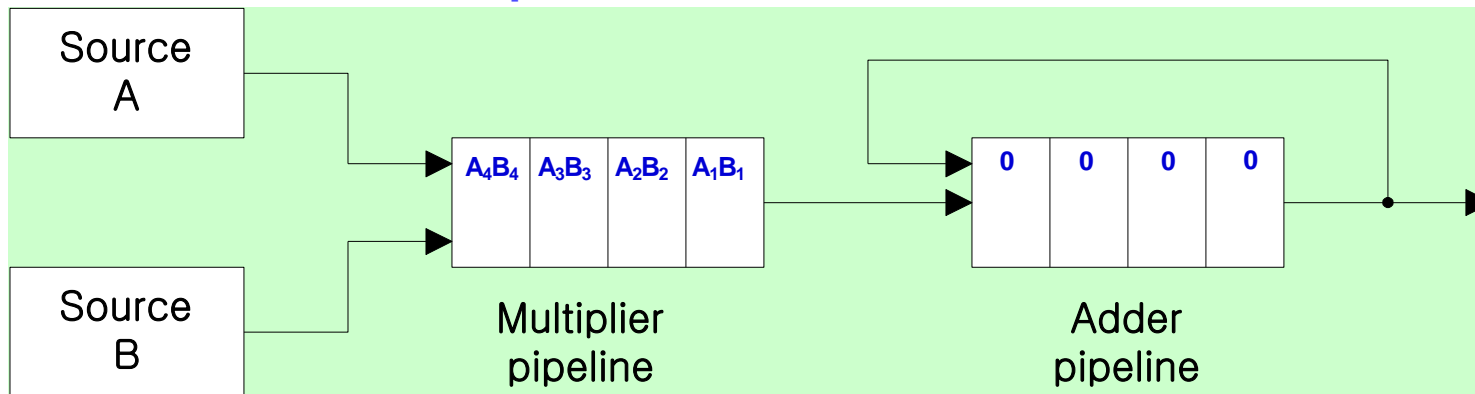 Source
A
A₄B₄ A₃B₃ A₂B₂ A₁B₁
0 0 0 0
Source
B
Multiplier
pipeline
Adder
pipeline